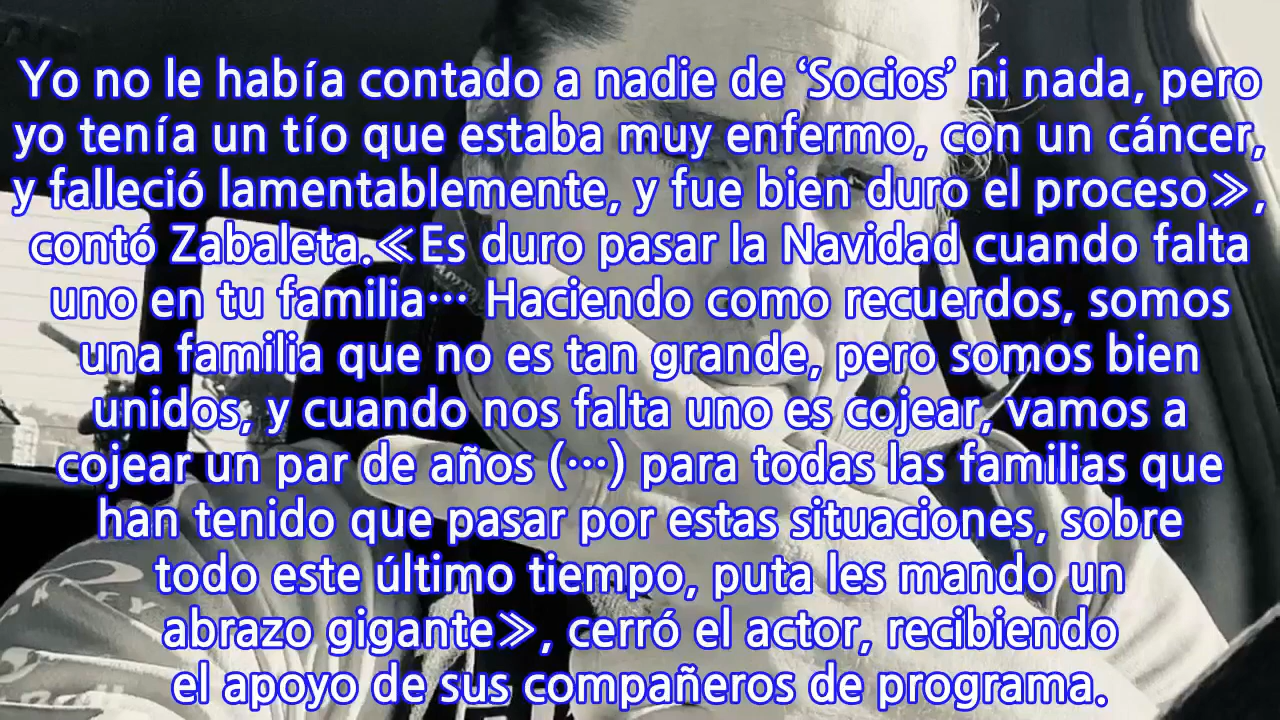 Yo no le había contado a nadie de ‘Socios’ ni nada, pero
yo tenía un tío que estaba muy enfermo, con un cáncer,
y falleció lamentablemente, y fue bien duro el proceso≫,
contó Zabaleta.≪Es duro pasar la Navidad cuando falta
uno en tu familia… Haciendo como recuerdos, somos
una familia que no es tan grande, pero somos bien
unidos, y cuando nos falta uno es cojear, vamos a
cojear un par de años (…) para todas las familias que
han tenido que pasar por estas situaciones, sobre
todo este último tiempo, puta les mando un
abrazo gigante≫, cerró el actor, recibiendo
el apoyo de sus compañeros de programa.